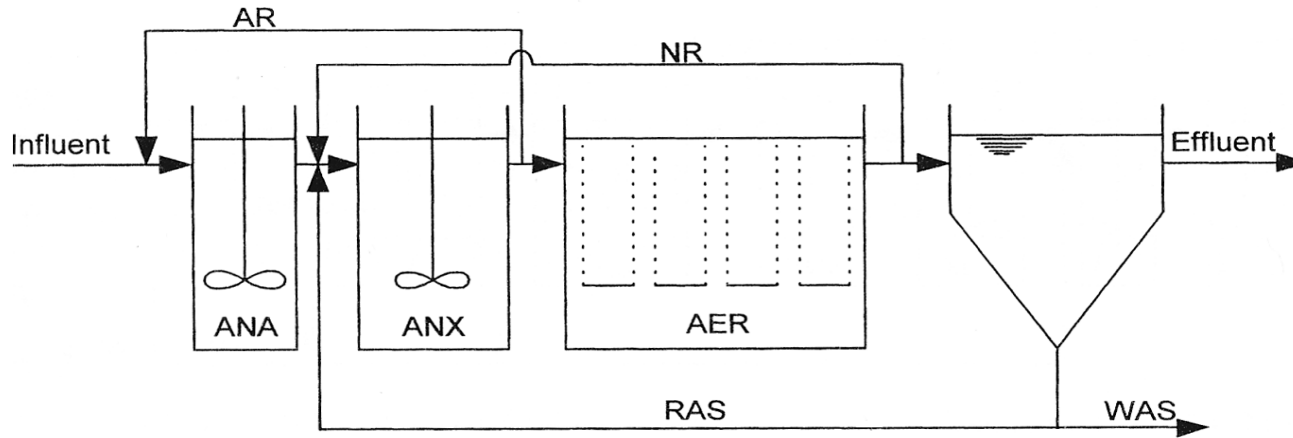 AR
NR
Influent
Effluent
ANA
ANX
AER
RAS
WAS